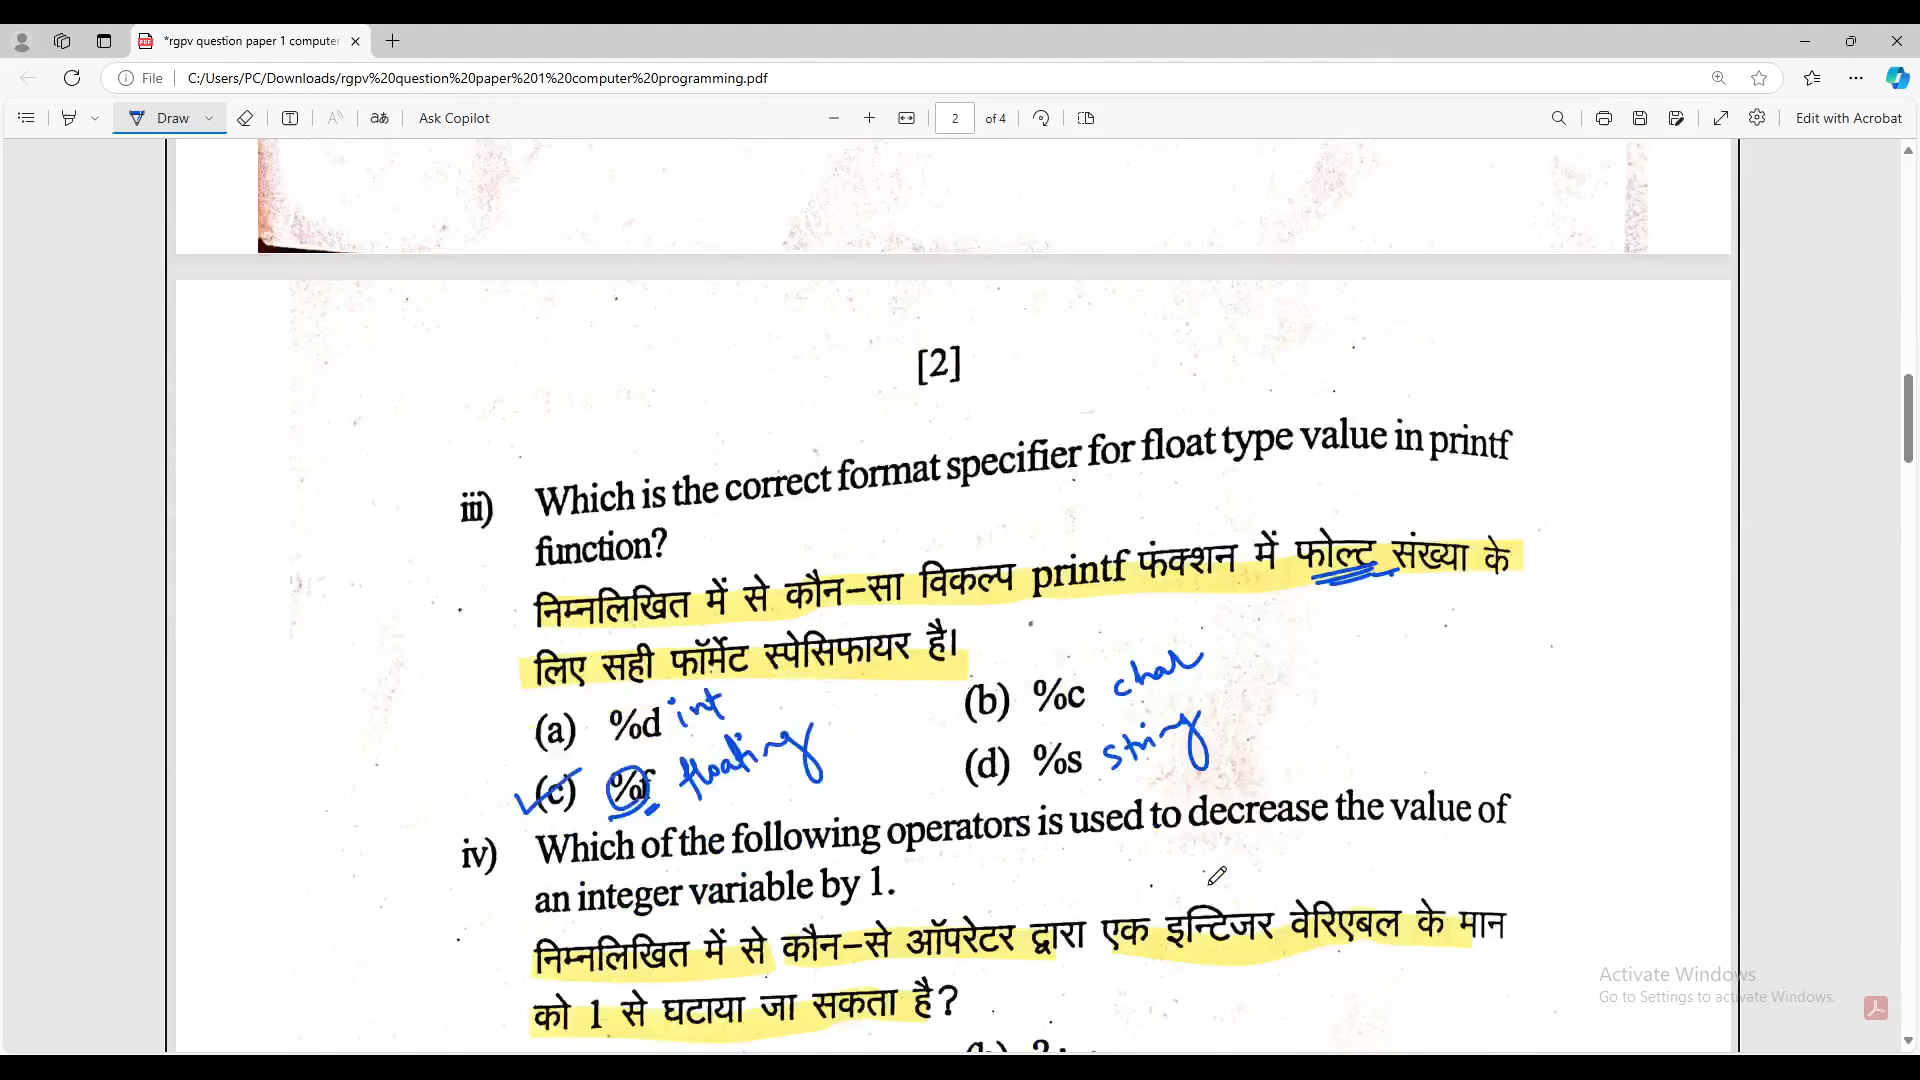 *rgpv question paper 1 computer
File C:/Users/PC/Downloads/rgpv%20question%20paper%201%20computer%20programming.pdf
Draw Ask Copilot 2 of 4 Edit with Acrobat
[2]
iii) Which is the correct format specifier for float type value in printf
function?
निम्नलिखित में से कौन-सा विकल्प printf फंक्शन में फोल्ट संख्या के
लिए सही फॉर्मेट स्पेसिफायर है।
(a) %d int (b) %c char
(c) %f floating (d) %s string
iv) Which of the following operators is used to decrease the value of
an integer variable by 1.
निम्नलिखित में से कौन-से ऑपरेटर द्वारा एक इन्टिजर वेरिएबल के मान
को 1 से घटाया जा सकता है?
Activate Windows
Go to Settings to activate Windows.